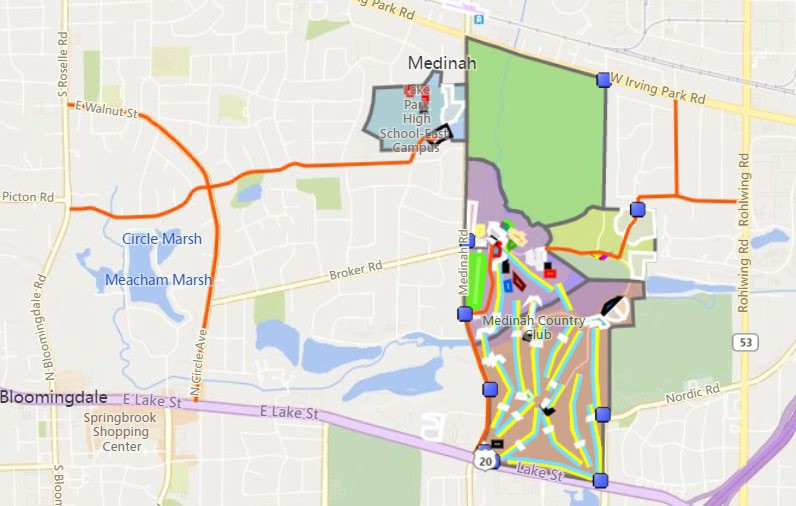 g Park Rd
Medinah
W Irving Park Rd
S Roselle Rd
E Walnut St
Lake
Park
High
School-East
Campus
Picton Rd
Rohlwing Rd
Rohlwing Rd
Circle Marsh
Medinah Rd
Meacham Marsh
Broker Rd
N Bloomingdale Rd
Medinah Country
Club
53
N Circle Ave
Nordic Rd
Bloomingdale
E Lake St
E Lake St
Springbrook
Shopping
Center
20
Lake St
S Bloom